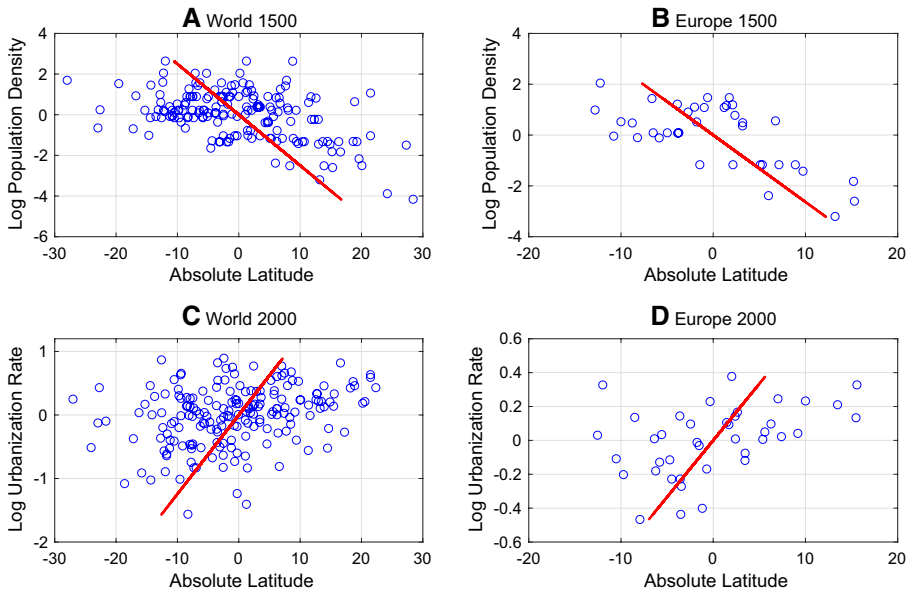 A World 1500
Log Population Density
4
2
0
-2
-4
-6
-30 -20 -10 0 10 20 30
Absolute Latitude
B Europe 1500
Log Population Density
4
2
0
-2
-4
-20 -10 0 10 20
Absolute Latitude
C World 2000
Log Urbanization Rate
1
0
-1
-2
-30 -20 -10 0 10 20 30
Absolute Latitude
D Europe 2000
Log Urbanization Rate
0.6
0.4
0.2
0
-0.2
-0.4
-0.6
-20 -10 0 10 20
Absolute Latitude